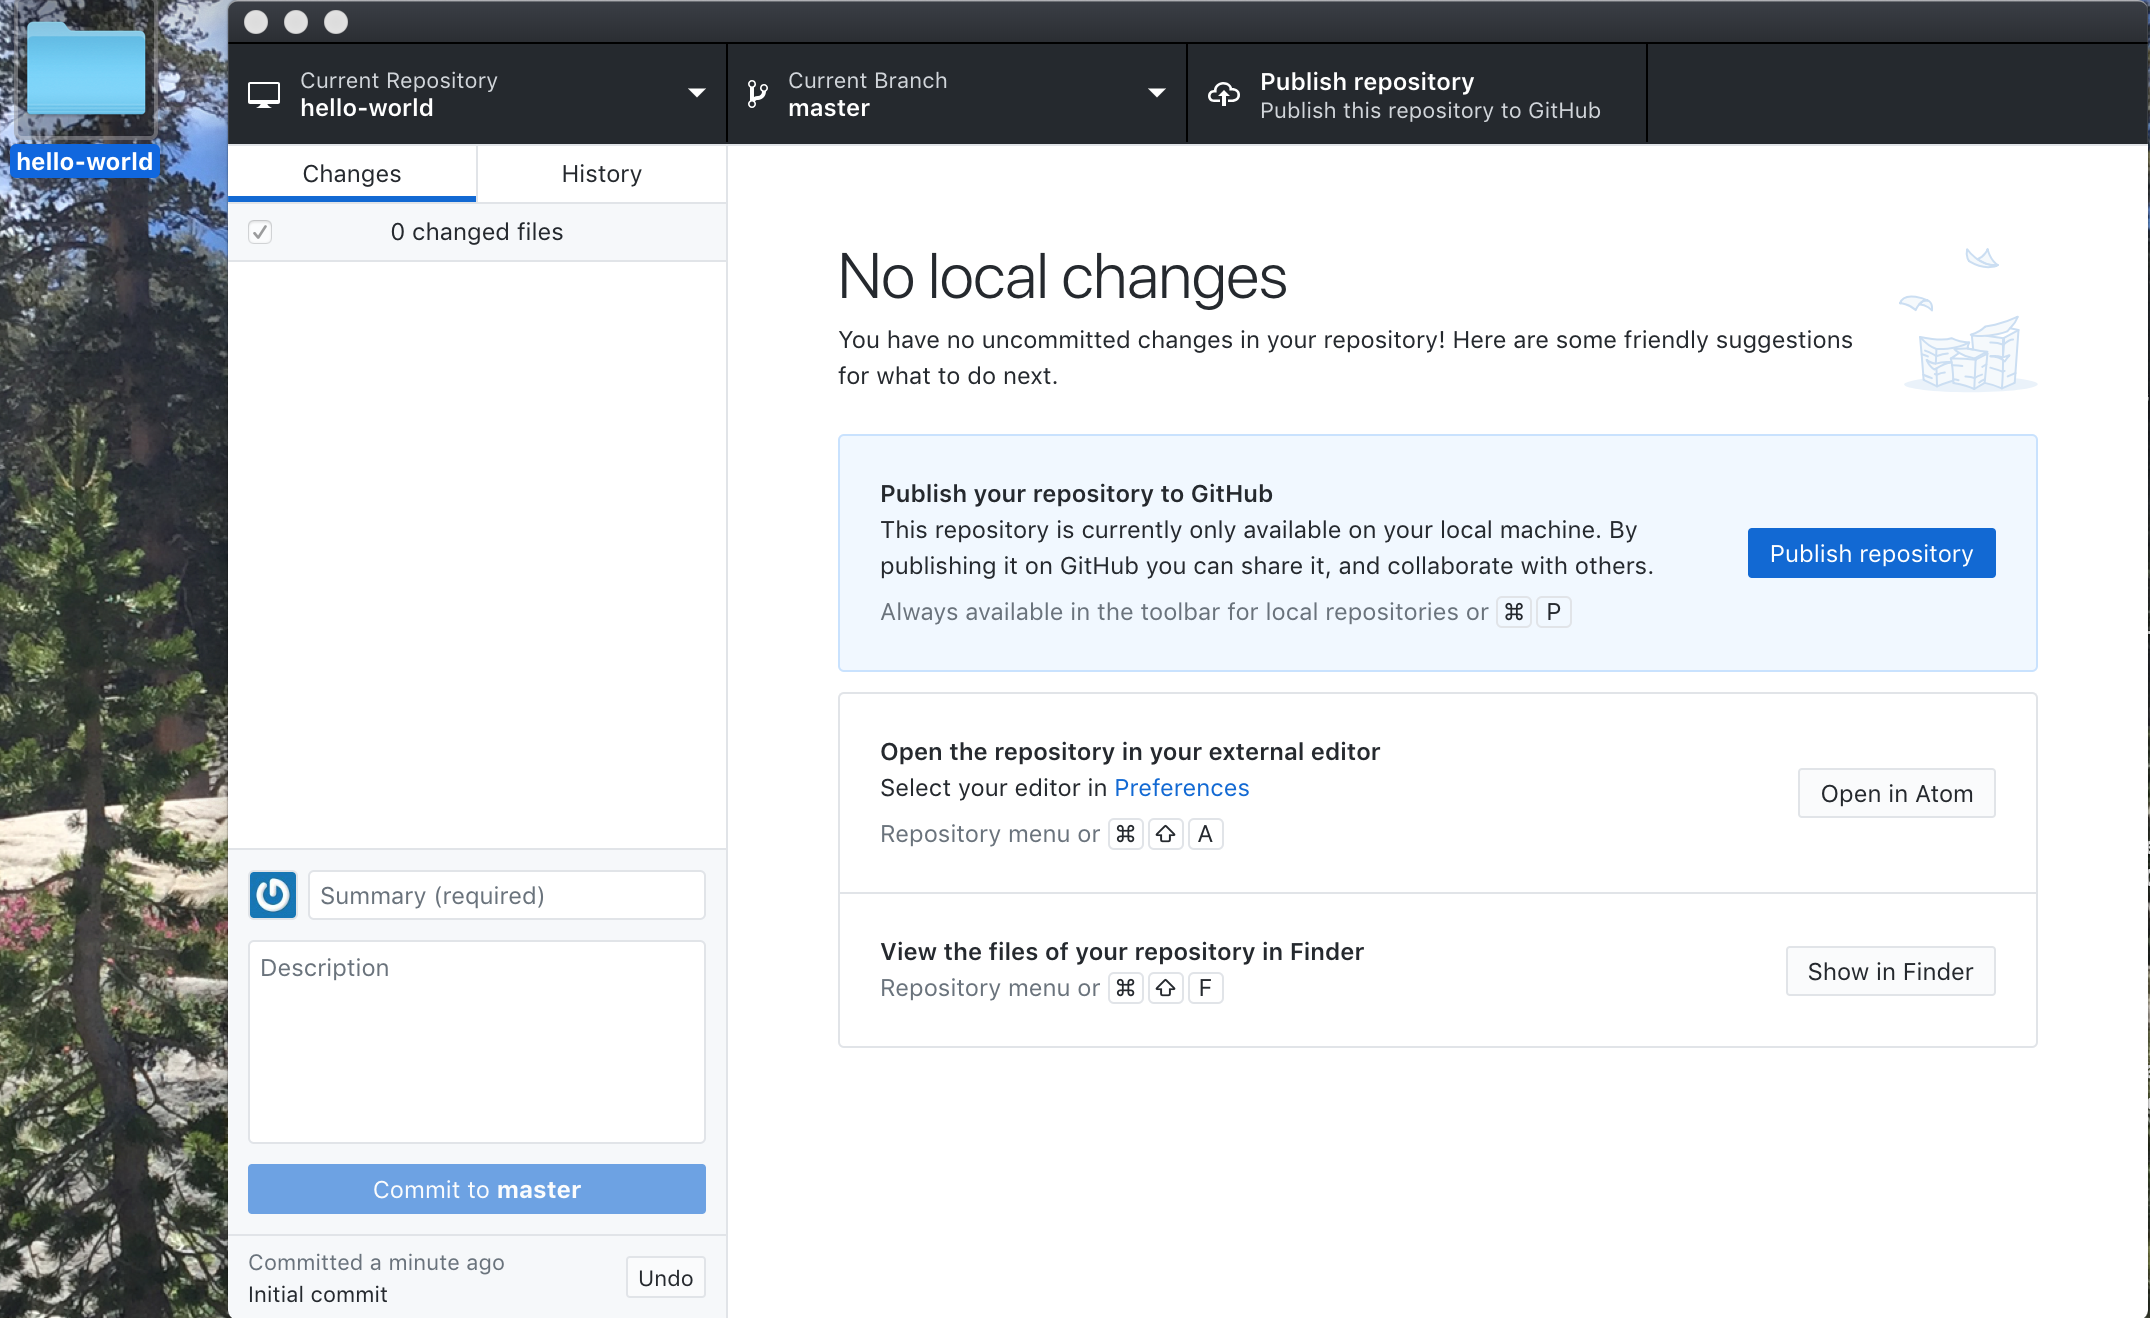 hello-world
Current Repository
hello-world
Current Branch
master
Publish repository
Publish this repository to GitHub
Changes
History
0 changed files
No local changes
You have no uncommitted changes in your repository! Here are some friendly suggestions
for what to do next.
Publish your repository to GitHub
This repository is currently only available on your local machine. By
publishing it on GitHub you can share it, and collaborate with others.
Always available in the toolbar for local repositories or ⌘ P
Publish repository
Open the repository in your external editor
Select your editor in Preferences
Repository menu or ⌘ ⇧ A
Open in Atom
View the files of your repository in Finder
Repository menu or ⌘ ⇧ F
Show in Finder
Summary (required)
Description
Commit to master
Committed a minute ago
Initial commit
Undo